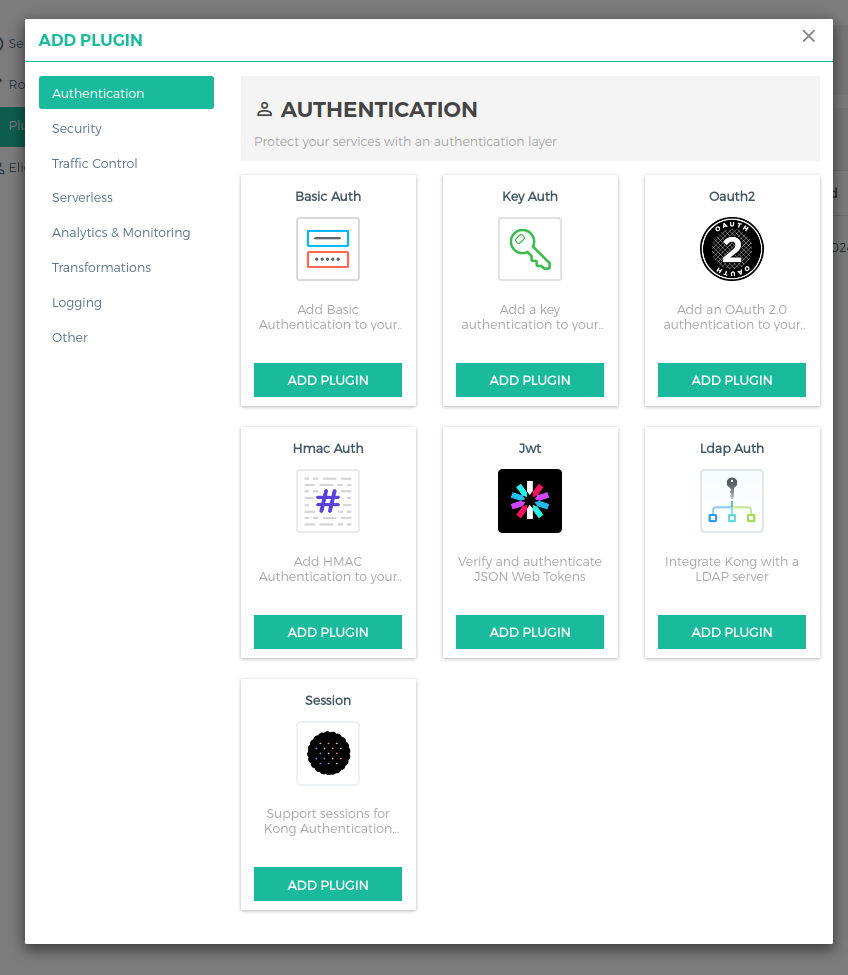 ADD PLUGIN
Authentication
Security
Traffic Control
Serverless
Analytics & Monitoring
Transformations
Logging
Other
AUTHENTICATION
Protect your services with an authentication layer
Basic Auth
Add Basic
Authentication to your..
ADD PLUGIN
Key Auth
Add a key
authentication to your..
ADD PLUGIN
Oauth2
OAUTH
2
OAUTH
Add an OAuth 2.0
authentication to your..
ADD PLUGIN
Hmac Auth
#
Add HMAC
Authentication to your..
ADD PLUGIN
Jwt
Verify and authenticate
JSON Web Tokens
ADD PLUGIN
Ldap Auth
Integrate Kong with a
LDAP server
ADD PLUGIN
Session
Support sessions for
Kong Authentication...
ADD PLUGIN